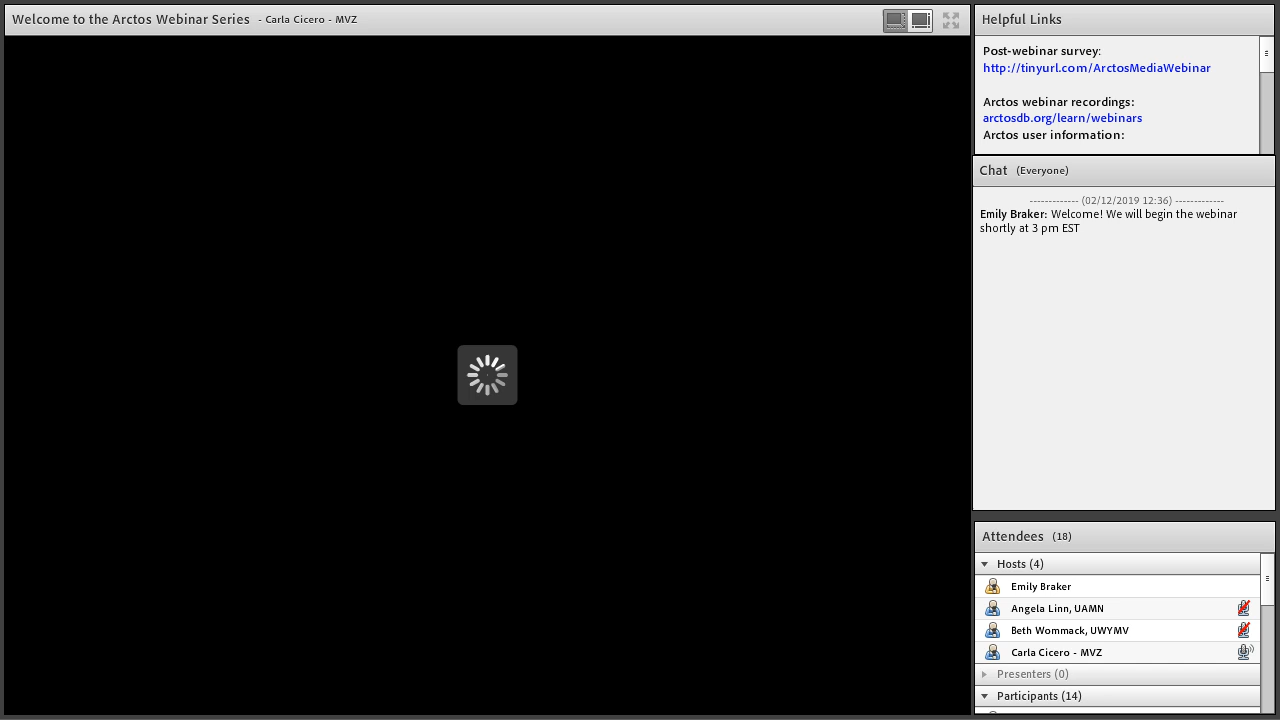 Welcome to the Arctos Webinar Series - Carla Cicero - MVZ
Helpful Links
Post-webinar survey:
http://tinyurl.com/ArctosMediaWebinar
Arctos webinar recordings:
arctosdb.org/learn/webinars
Arctos user information:
Chat (Everyone)
------------- (02/12/2019 12:36) -------------
Emily Braker: Welcome! We will begin the webinar
shortly at 3 pm EST
Attendees (18)
Hosts (4)
Emily Braker
Angela Linn, UAMN
Beth Wommack, UWYMV
Carla Cicero - MVZ
Presenters (0)
Participants (14)